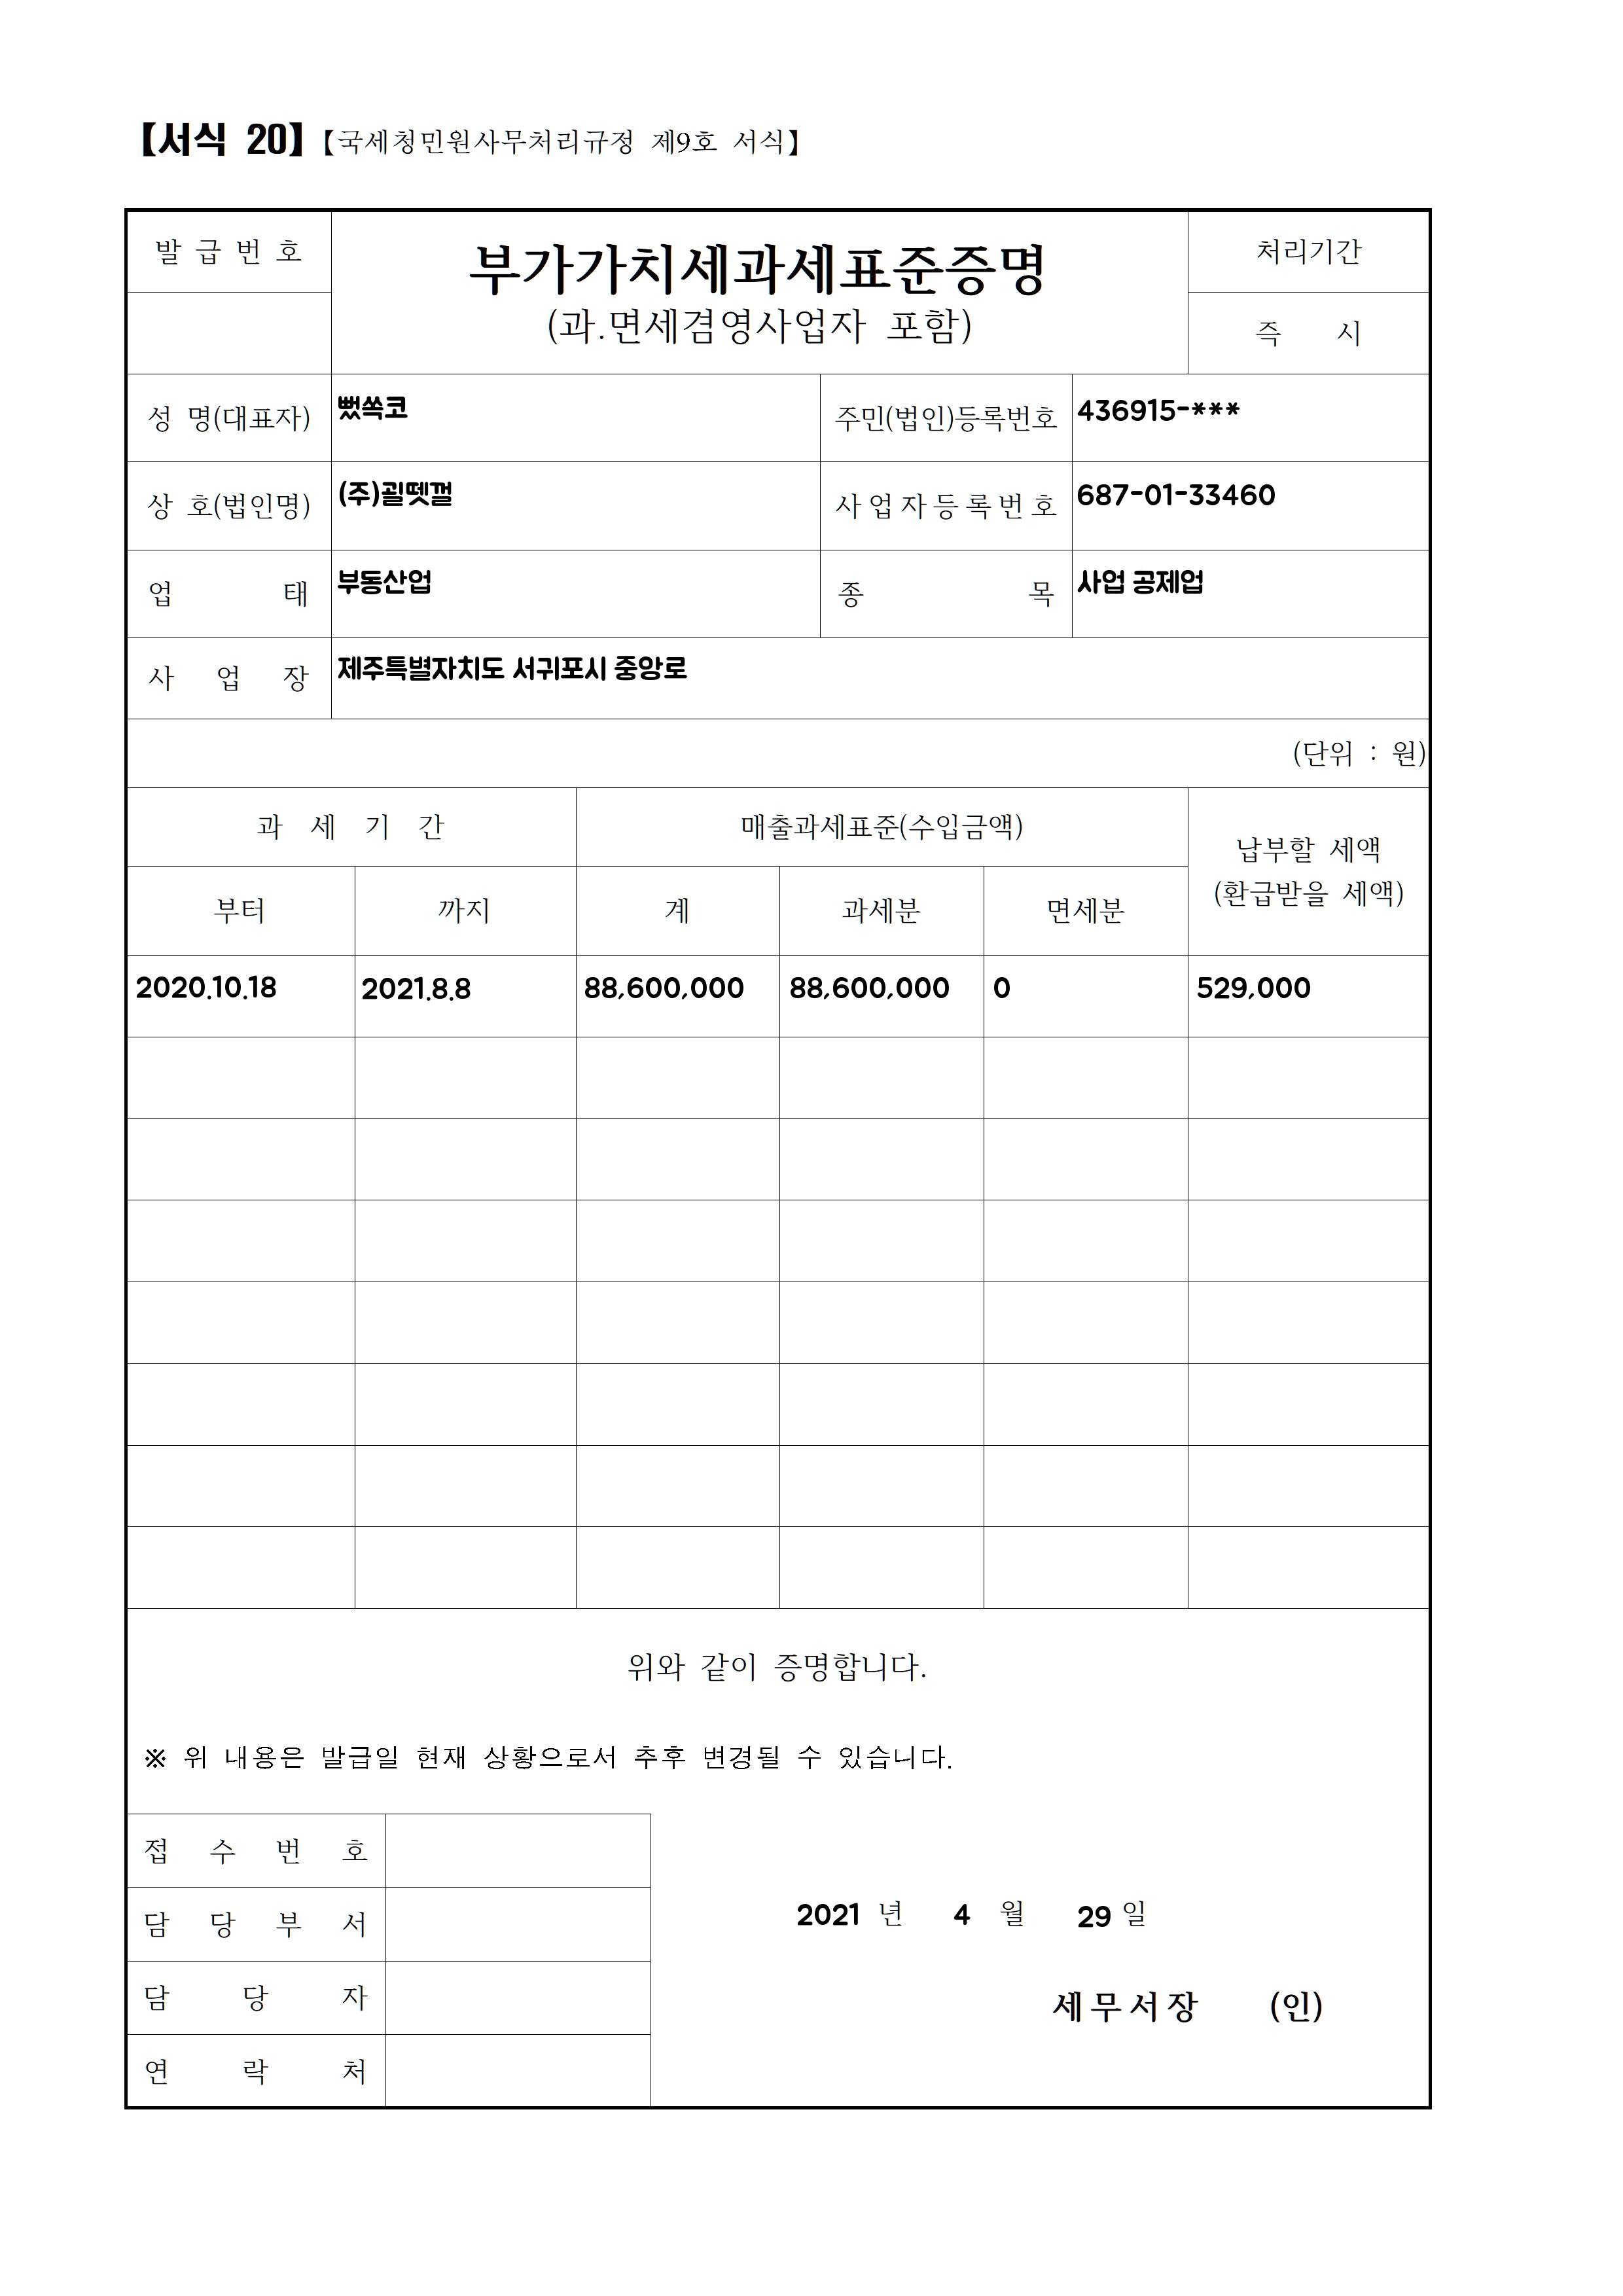 【서식 20】【국세청민원사무처리규정 제9호 서식】
발 급 번 호
부가가치세과세표준증명
(과.면세겸영사업자 포함)
처리기간
즉 시
성 명(대표자) 뻤쏙코 주민(법인)등록번호 436915-***
상 호(법인명) (주)굍뗏껄 사업자등록번호 687-01-33460
업 태 부동산업 종 목 사업 공제업
사 업 장 제주특별자치도 서귀포시 중앙로
(단위 : 원)
과 세 기 간 매출과세표준(수입금액) 납부할 세액
(환급받을 세액)
부터 까지 계 과세분 면세분
2020.10.18 2021.8.8 88,600,000 88,600,000 0 529,000
위와 같이 증명합니다.
※ 위 내용은 발급일 현재 상황으로서 추후 변경될 수 있습니다.
접 수 번 호
담 당 부 서
담 당 자
연 락 처
2021 년 4 월 29 일
세무서장 (인)